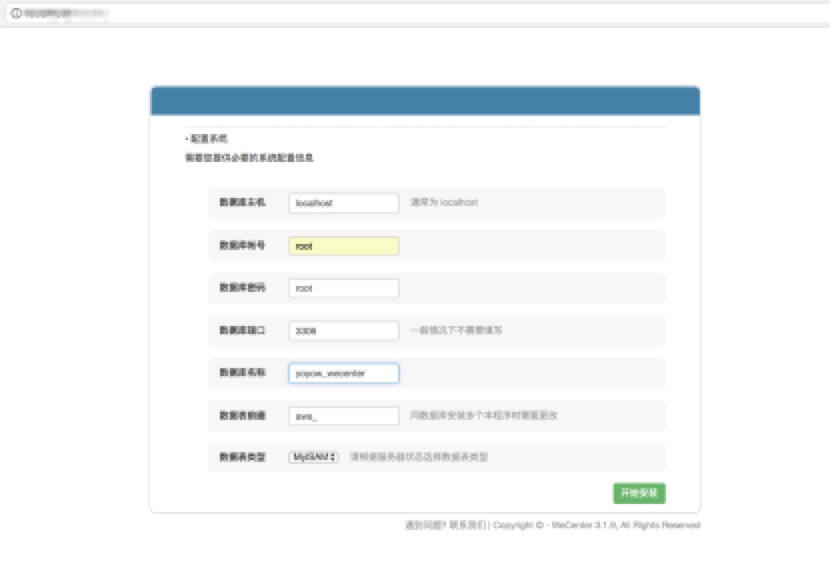 • 配置系统
需要您提供必要的系统配置信息
数据库主机 localhost 通常为 localhost
数据库帐号 root
数据库密码 root
数据库端口 3306 一般情况下不需要填写
数据库名称 yoyow_wecenter
数据表前缀 aws_ 同数据库安装多个本程序时需要更改
数据表类型 MyISAM 请根据服务器状态选择数据表类型
开始安装
遇到问题? 联系我们 | Copyright © - WeCenter 3.1.9, All Rights Reserved